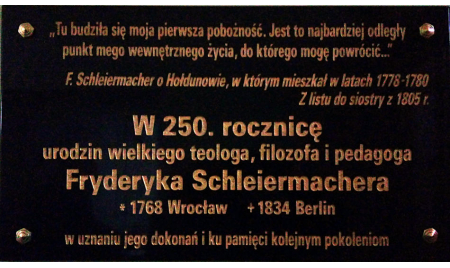 „Tu budziła się moja pierwsza pobożność. Jest to najbardziej odległy
punkt mego wewnętrznego życia, do którego mogę powrócić..."
F. Schleiermacher o Hołdunowie, w którym mieszkał w latach 1778-1780
Z listu do siostry z 1805 r.
W 250. rocznicę
urodzin wielkiego teologa, filozofa i pedagoga
Fryderyka Schleiermachera
* 1768 Wrocław +1834 Berlin
w uznaniu jego dokonań i ku pamięci kolejnym pokoleniom